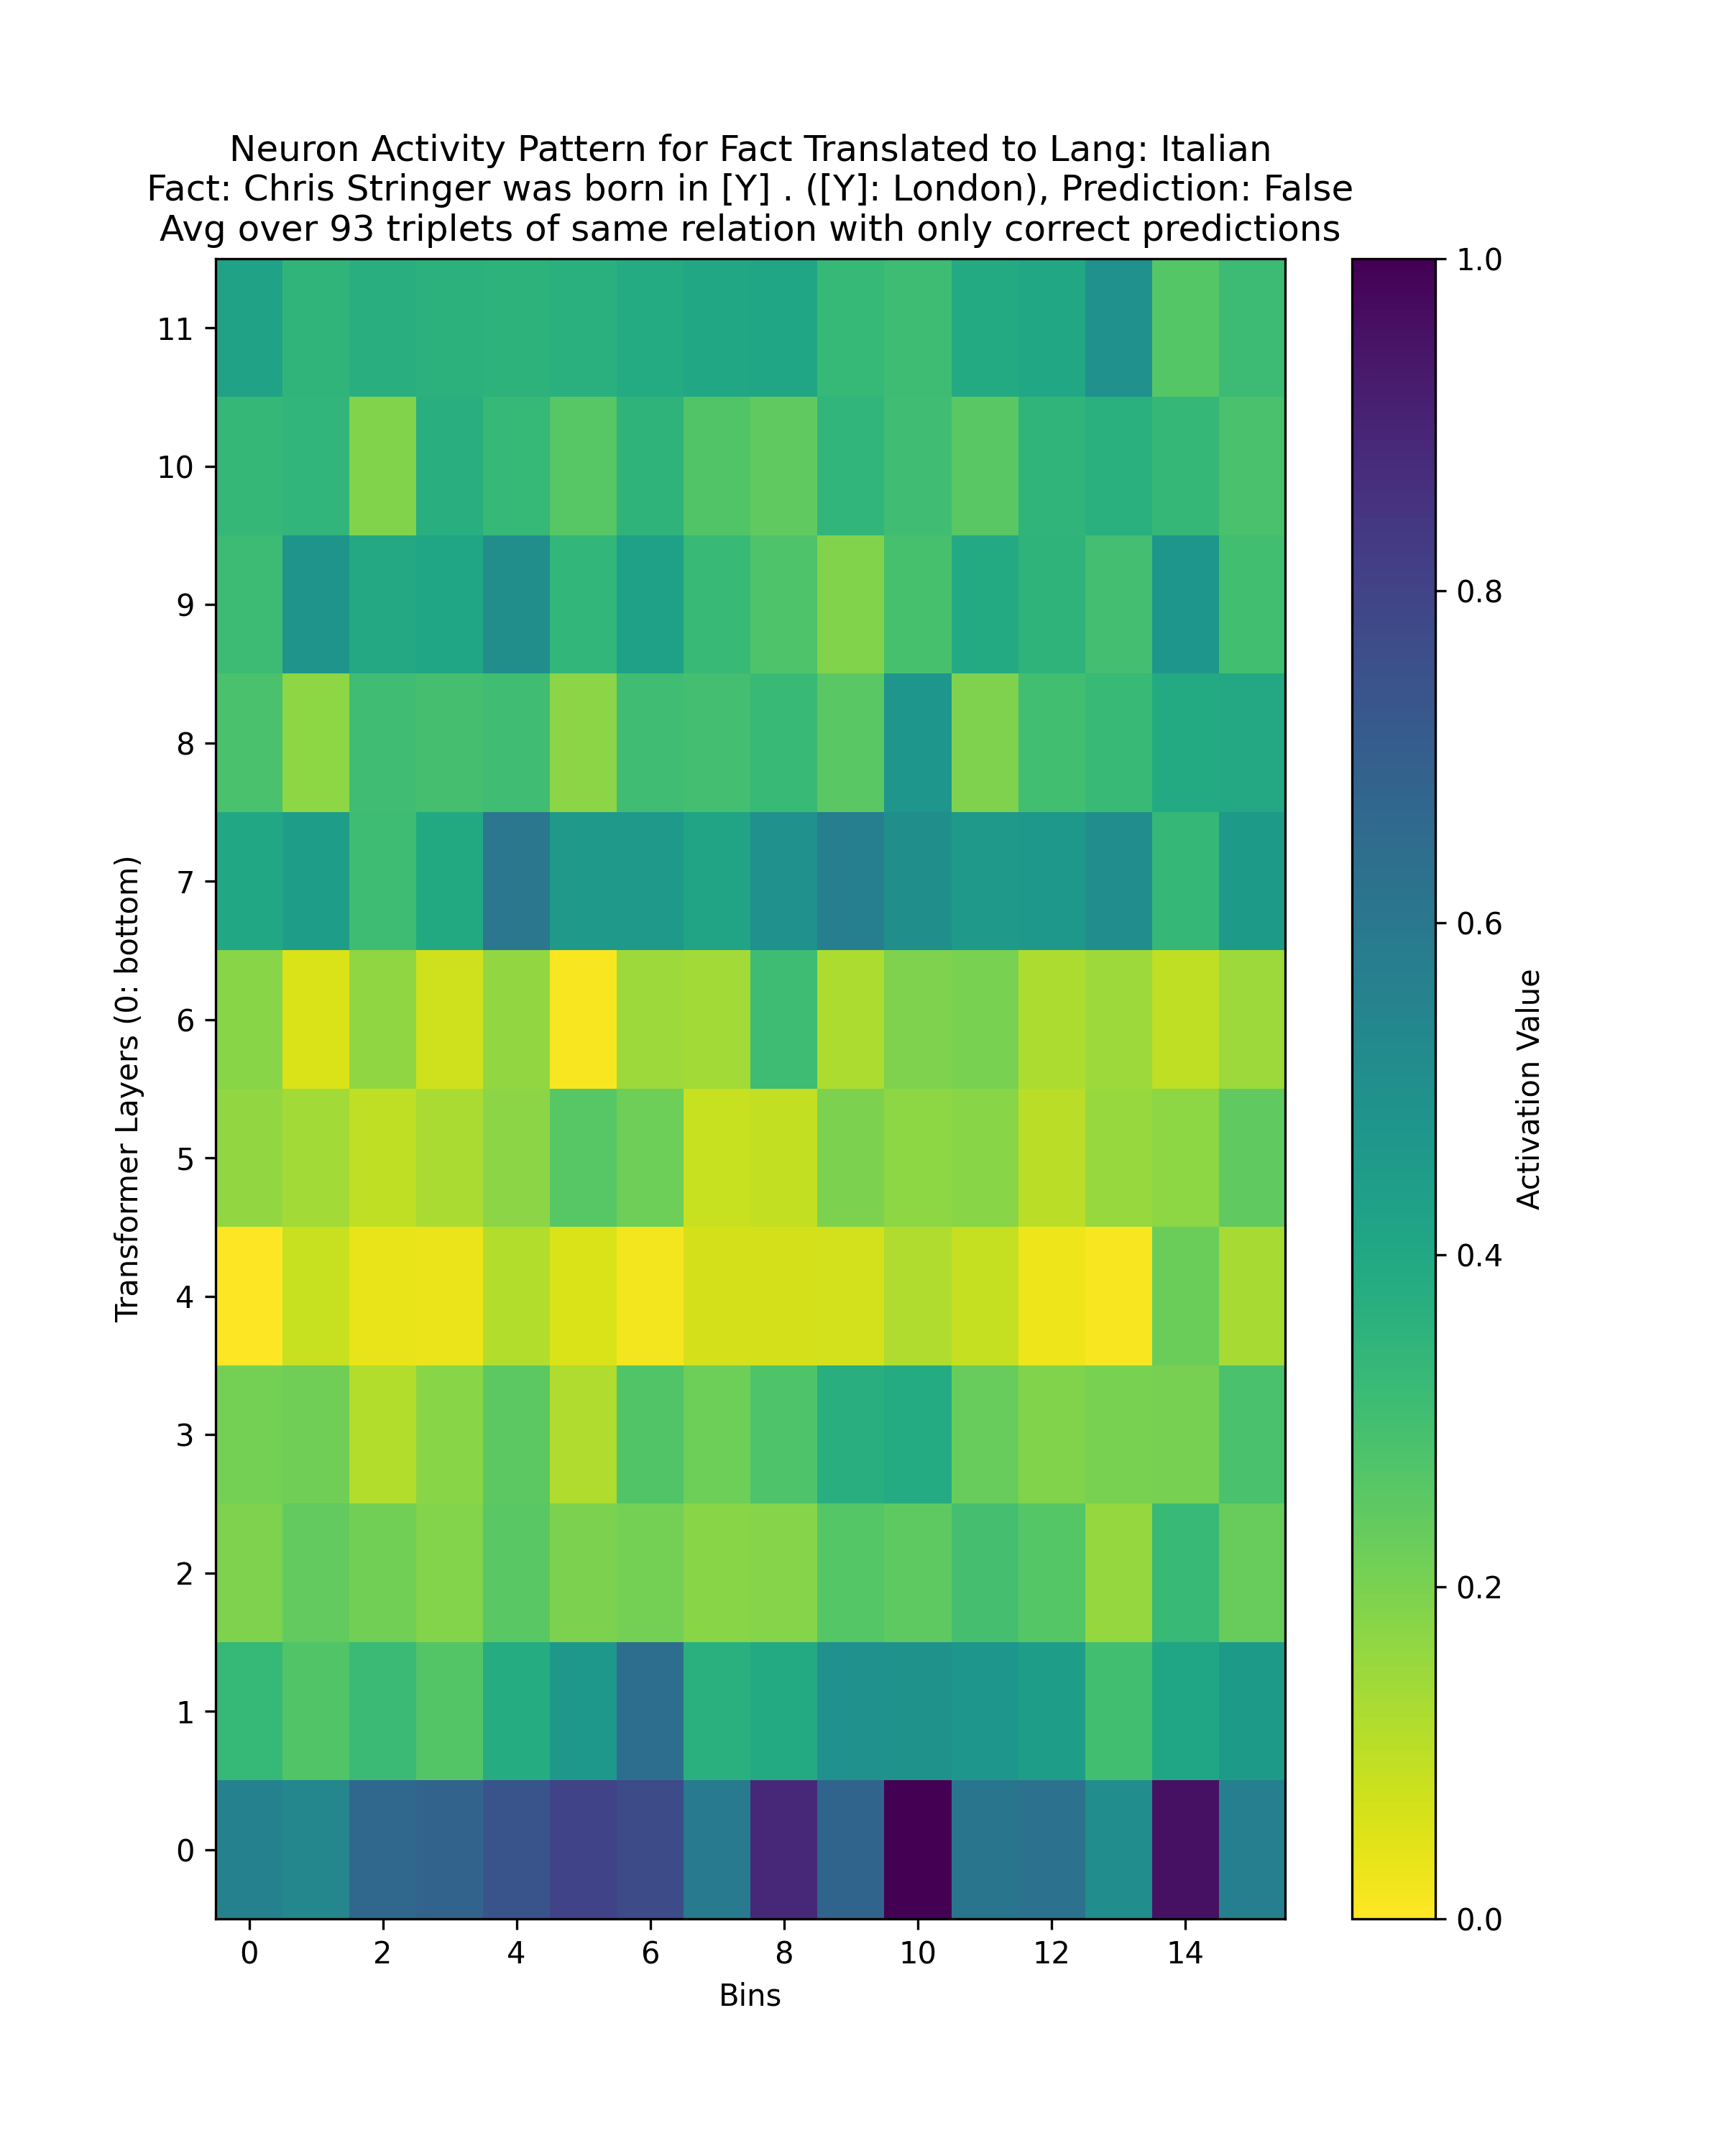 Neuron Activity Pattern for Fact Translated to Lang: Italian
Fact: Chris Stringer was born in [Y] . ([Y]: London), Prediction: False
Avg over 93 triplets of same relation with only correct predictions
Transformer Layers (0: bottom)
11
10
9
8
7
6
5
4
3
2
1
0
0 2 4 6 8 10 12 14
Bins
1.0
0.8
0.6
0.4
0.2
0.0
Activation Value